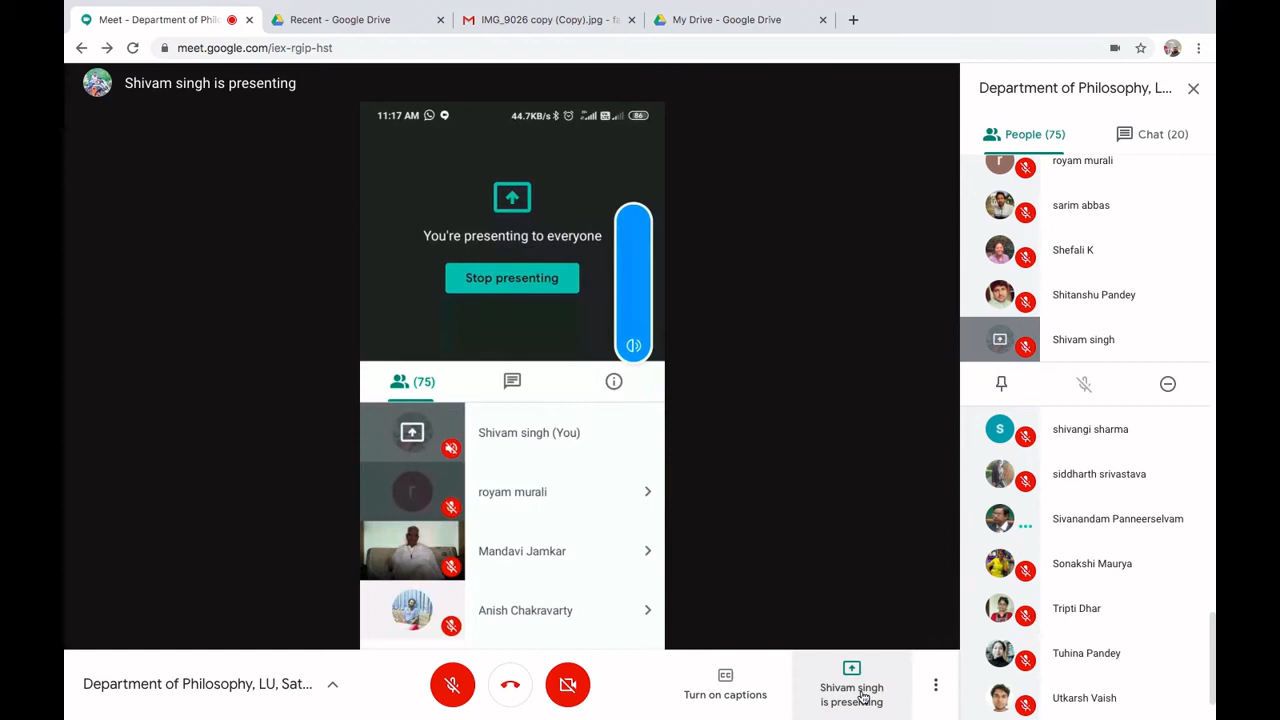 Meet - Department of Philo
Recent - Google Drive
IMG_9026 copy (Copy).jpg - fa
My Drive - Google Drive
meet.google.com/iex-rgip-hst
Shivam singh is presenting
11:17 AM
44.7KB/s
86
You're presenting to everyone
Stop presenting
(75)
Shivam singh (You)
r
royam murali
Mandavi Jamkar
Anish Chakravarty
Department of Philosophy, L...
People (75)
Chat (20)
r
royam murali
sarim abbas
Shefali K
Shitanshu Pandey
Shivam singh
S
shivangi sharma
siddharth srivastava
Sivanandam Panneerselvam
Sonakshi Maurya
Tripti Dhar
Tuhina Pandey
Utkarsh Vaish
Department of Philosophy, LU, Sat...
CC
Turn on captions
Shivam singh
is presenting